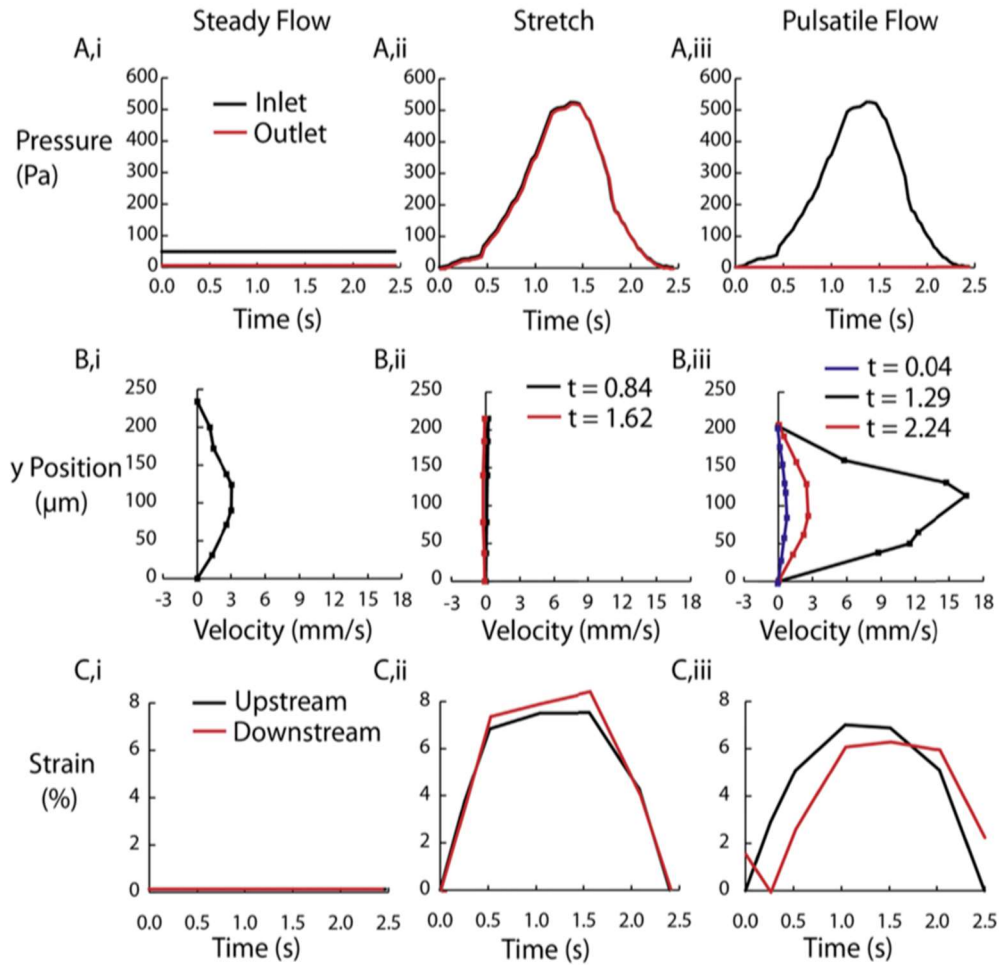 Steady Flow Stretch Pulsatile Flow
A,i A,ii A,iii
Pressure
(Pa)
600 500 400 300 200 100 0
Inlet
Outlet
0.0 0.5 1.0 1.5 2.0 2.5
Time (s)
600 500 400 300 200 100 0
0.0 0.5 1.0 1.5 2.0 2.5
Time (s)
600 500 400 300 200 100 0
0.0 0.5 1.0 1.5 2.0 2.5
Time (s)
B,i B,ii B,iii
y Position
(μm)
250 200 150 100 50 0
-3 0 3 6 9 12 15 18
Velocity (mm/s)
250 200 150 100 50 0
t = 0.84
t = 1.62
-3 0 3 6 9 12 15 18
Velocity (mm/s)
250 200 150 100 50 0
t = 0.04
t = 1.29
t = 2.24
-3 0 3 6 9 12 15 18
Velocity (mm/s)
C,i C,ii C,iii
Strain
(%)
8 6 4 2 0
Upstream
Downstream
0.0 0.5 1.0 1.5 2.0 2.5
Time (s)
8 6 4 2 0
0.0 0.5 1.0 1.5 2.0 2.5
Time (s)
8 6 4 2 0
0.0 0.5 1.0 1.5 2.0 2.5
Time (s)